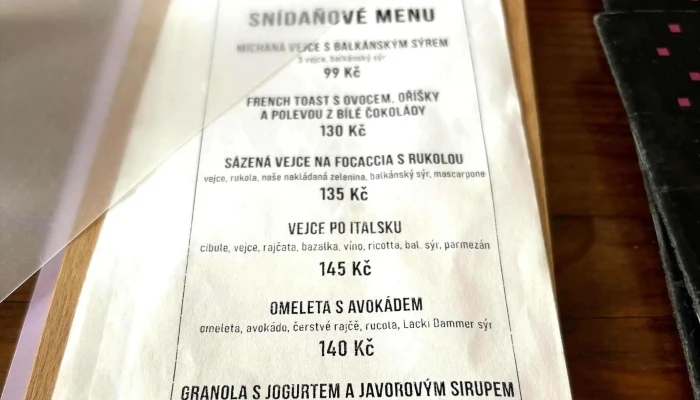 SNÍDAŇOVÉ MENU
MÍCHANÁ VEJCE S BALKÁNSKÝM SÝREM
3 vejce, balkánský sýr
99 Kč
FRENCH TOAST S OVOCEM, OŘÍŠKY
A POLEVOU Z BÍLÉ ČOKOLÁDY
130 Kč
SÁZENÁ VEJCE NA FOCACCIA S RUKOLOU
vejce, rukola, naše nakládaná zelenina, balkánský sýr, mascarpone
135 Kč
VEJCE PO ITALSKU
cibule, vejce, rajčata, bazalka, víno, ricotta, bal. sýr, parmezán
145 Kč
OMELETA S AVOKÁDEM
omeleta, avokádo, čerstvé rajče, rucola, Lacki Dammer sýr
140 Kč
GRANOLA S JOGURTEM A JAVOROVÝM SIRUPEM